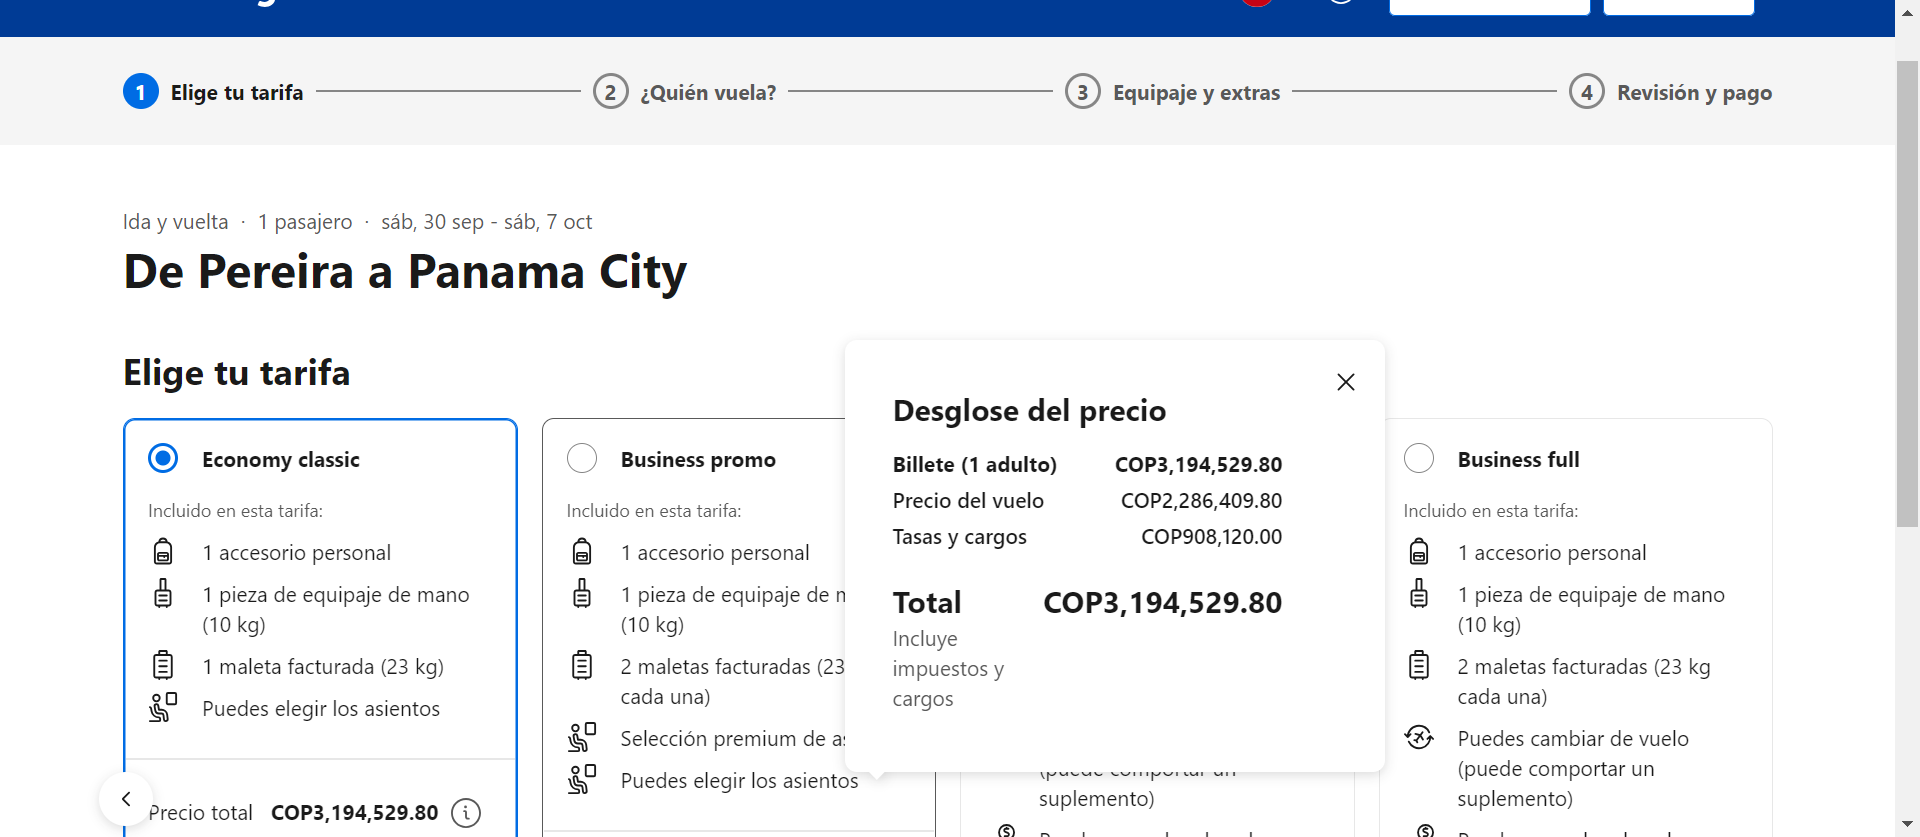 1 Elige tu tarifa
2 ¿Quién vuela?
3 Equipaje y extras
4 Revisión y pago
Ida y vuelta · 1 pasajero · sáb, 30 sep - sáb, 7 oct
De Pereira a Panama City
Elige tu tarifa
Economy classic
Incluido en esta tarifa:
1 accesorio personal
1 pieza de equipaje de mano
(10 kg)
1 maleta facturada (23 kg)
Puedes elegir los asientos
Precio total COP3,194,529.80
Business promo
Incluido en esta tarifa:
1 accesorio personal
1 pieza de equipaje de
(10 kg)
2 maletas facturadas (23
cada una)
Selección premium de
Puedes elegir los asientos
Desglose del precio
Billete (1 adulto) COP3,194,529.80
Precio del vuelo COP2,286,409.80
Tasas y cargos COP908,120.00
Total COP3,194,529.80
Incluye
impuestos y
cargos
(puede comportar un
suplemento)
Business full
Incluido en esta tarifa:
1 accesorio personal
1 pieza de equipaje de mano
(10 kg)
2 maletas facturadas (23 kg
cada una)
Puedes cambiar de vuelo
(puede comportar un
suplemento)